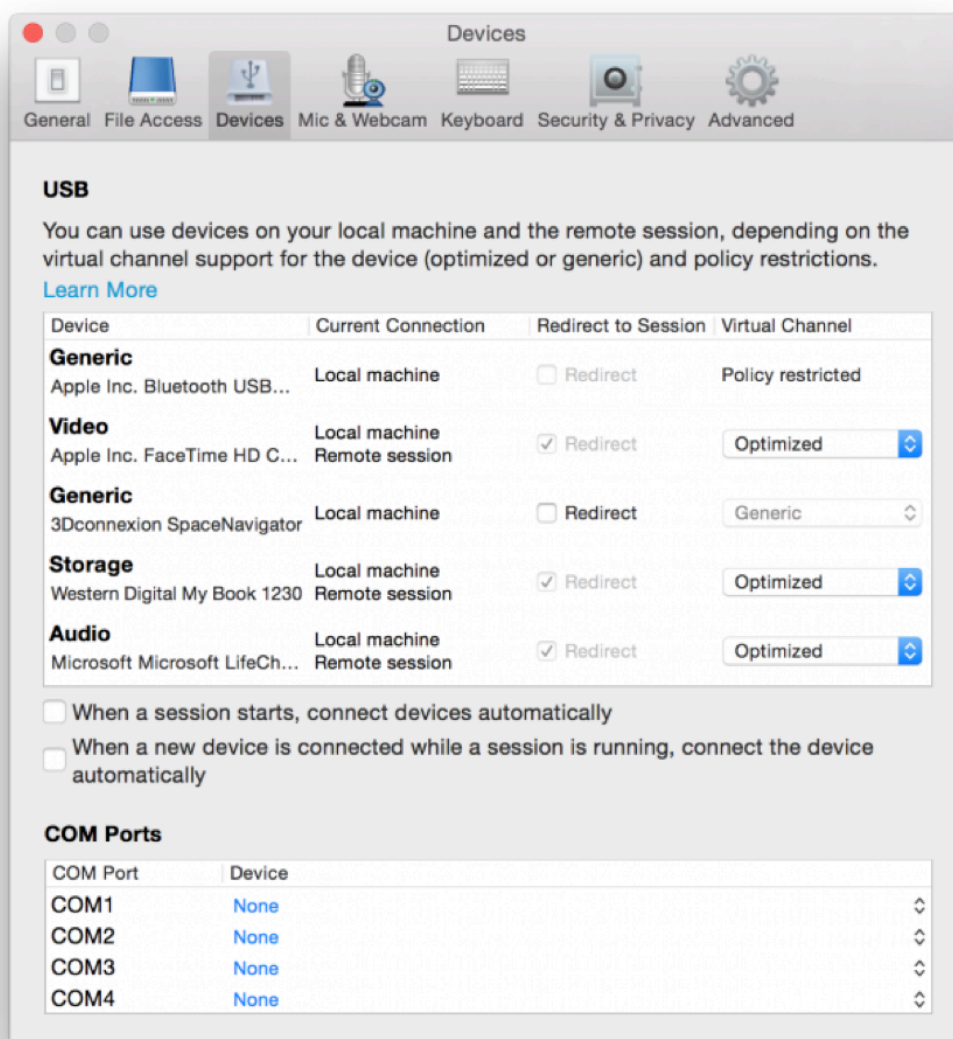 Devices
General File Access Devices Mic & Webcam Keyboard Security & Privacy Advanced
USB
You can use devices on your local machine and the remote session, depending on the
virtual channel support for the device (optimized or generic) and policy restrictions.
Learn More
Device Current Connection Redirect to Session Virtual Channel
Generic
Apple Inc. Bluetooth USB... Local machine Redirect Policy restricted
Video
Apple Inc. FaceTime HD C... Local machine Remote session Redirect Optimized
Generic
3Dconnexion SpaceNavigator Local machine Redirect Generic
Storage
Western Digital My Book 1230 Local machine Remote session Redirect Optimized
Audio
Microsoft Microsoft LifeCh... Local machine Remote session Redirect Optimized
When a session starts, connect devices automatically
When a new device is connected while a session is running, connect the device
automatically
COM Ports
COM Port Device
COM1 None
COM2 None
COM3 None
COM4 None